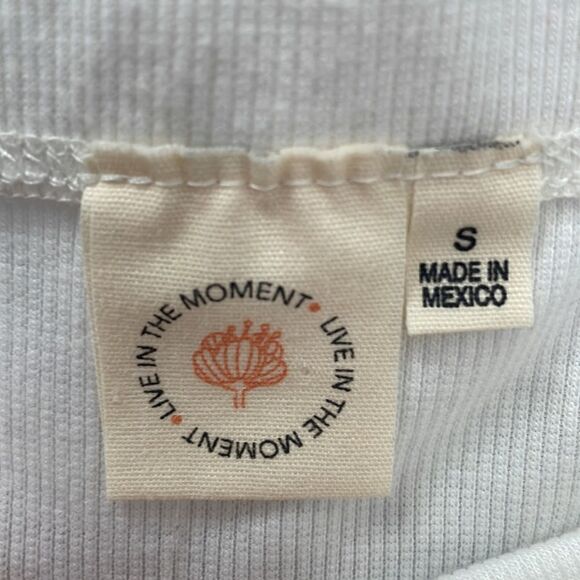 LIVE IN THE MOMENT • LIVE IN THE MOMENT •
S
MADE IN
MEXICO